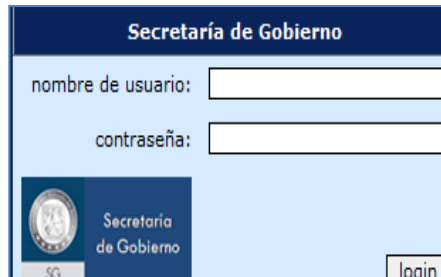 Secretaría de Gobierno
nombre de usuario:
contraseña:
Secretaría
de Gobierno
SG
login